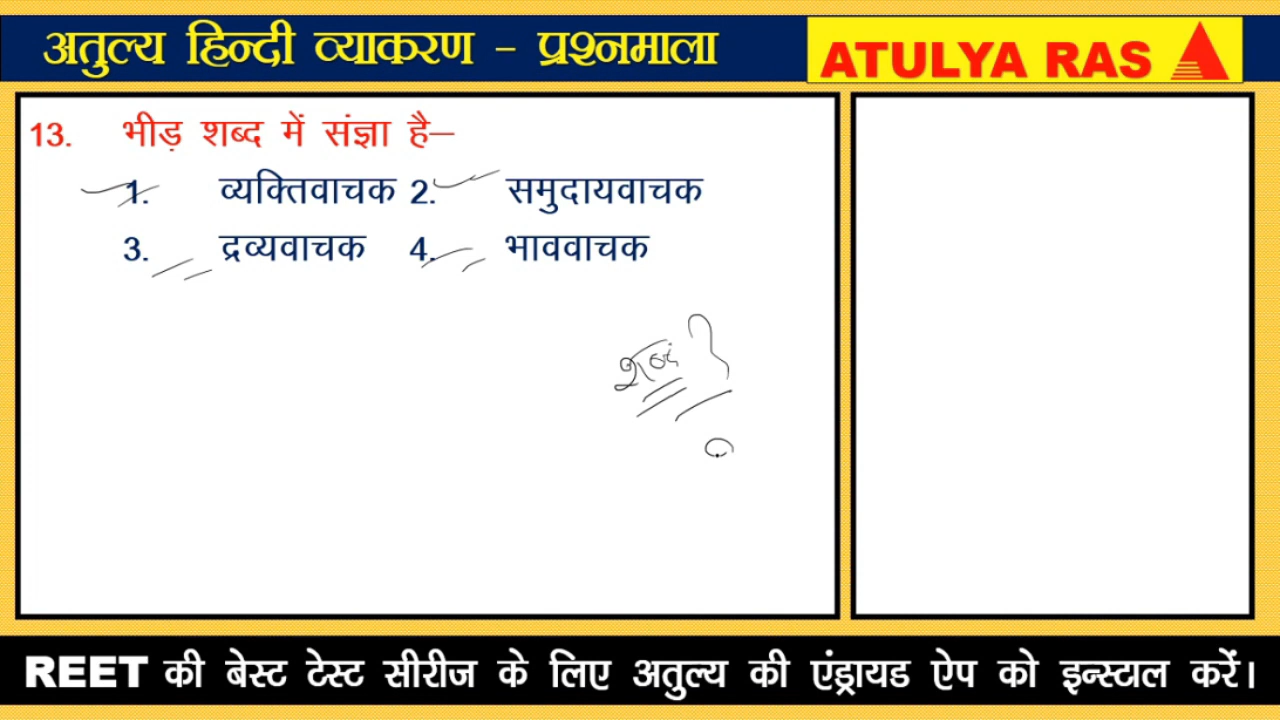 अतुल्य हिन्दी व्याकरण - प्रश्नमाला
ATULYA RAS
13. भीड़ शब्द में संज्ञा है–
1. व्यक्तिवाचक 2. समुदायवाचक
3. द्रव्यवाचक 4. भाववाचक
शब्द ?
REET की बेस्ट टेस्ट सीरीज के लिए अतुल्य की एंड्रायड ऐप को इन्स्टाल करें।